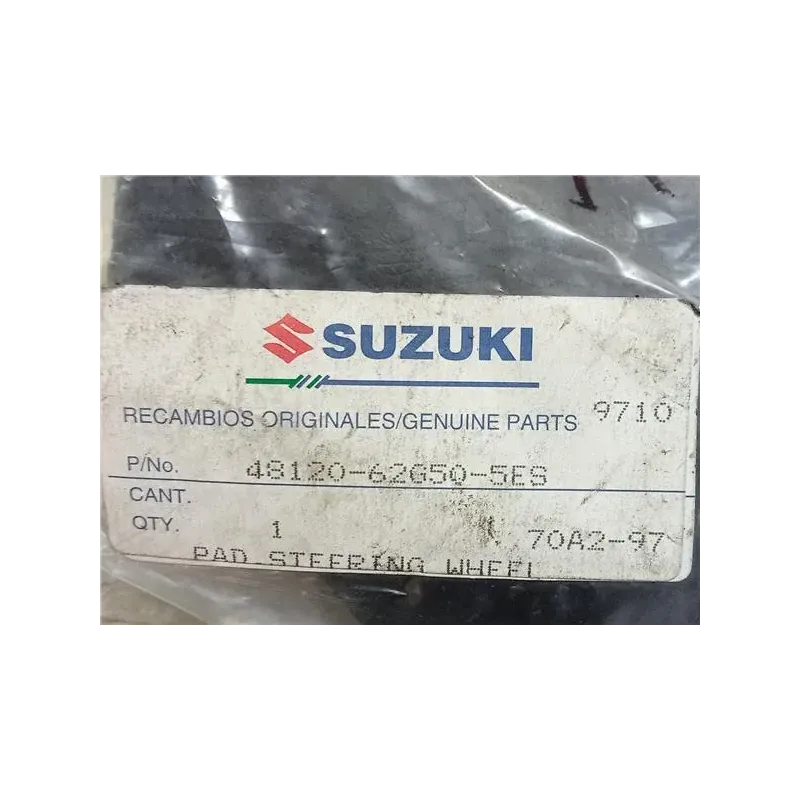 SUZUKI
RECAMBIOS ORIGINALES/GENUINE PARTS 9710
P/No. 48120-62G50-5ES
CANT.
QTY. 1 70A2-97
PAD STEERING WHEEL